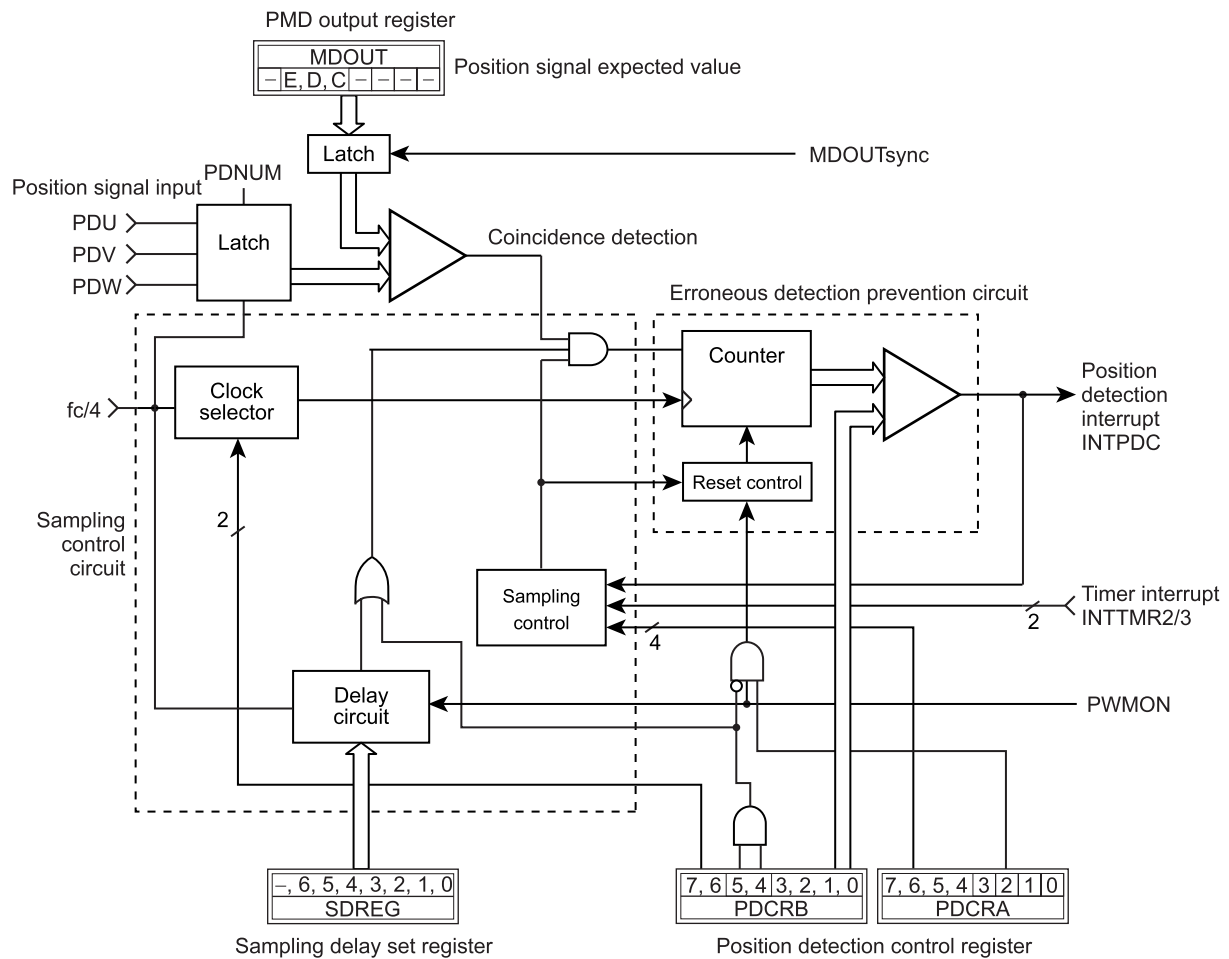 PMD output register
MDOUT
– E, D, C – – – –
Position signal expected value
Latch
MDOUTsync
Position signal input
PDNUM
PDU
PDV
PDW
Latch
Coincidence detection
Erroneous detection prevention circuit
Counter
Clock
selector
fc/4
Position
detection
interrupt
INTPDC
Reset control
2
Sampling
control
circuit
Sampling
control
Timer interrupt
INTTMR2/3
2
4
Delay
circuit
PWMON
–, 6, 5, 4, 3, 2, 1, 0
SDREG
7, 6 5, 4 3, 2, 1, 0
PDCRB
7, 6, 5, 4 3 2 1 0
PDCRA
Sampling delay set register
Position detection control register